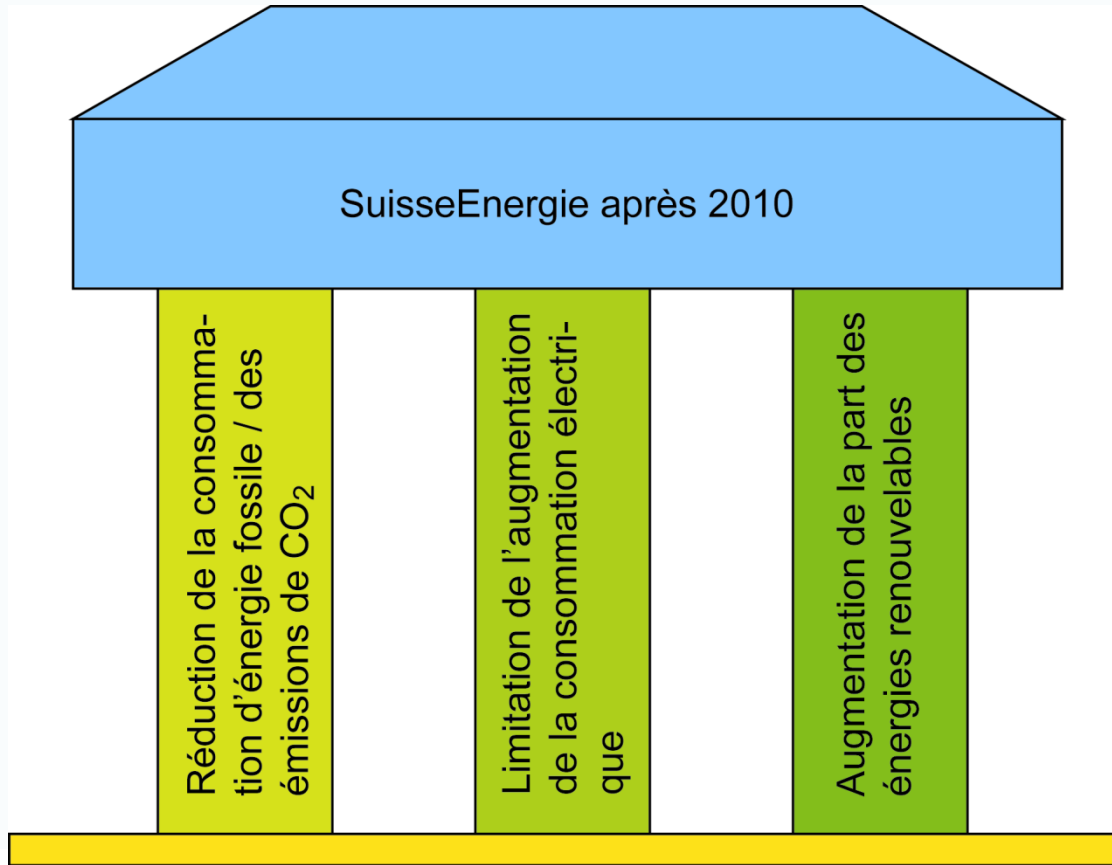 SuisseEnergie après 2010
Réduction de la consomma-
tion d’énergie fossile / des
émissions de CO₂
Limitation de l’augmentation
de la consommation électri-
que
Augmentation de la part des
énergies renouvelables